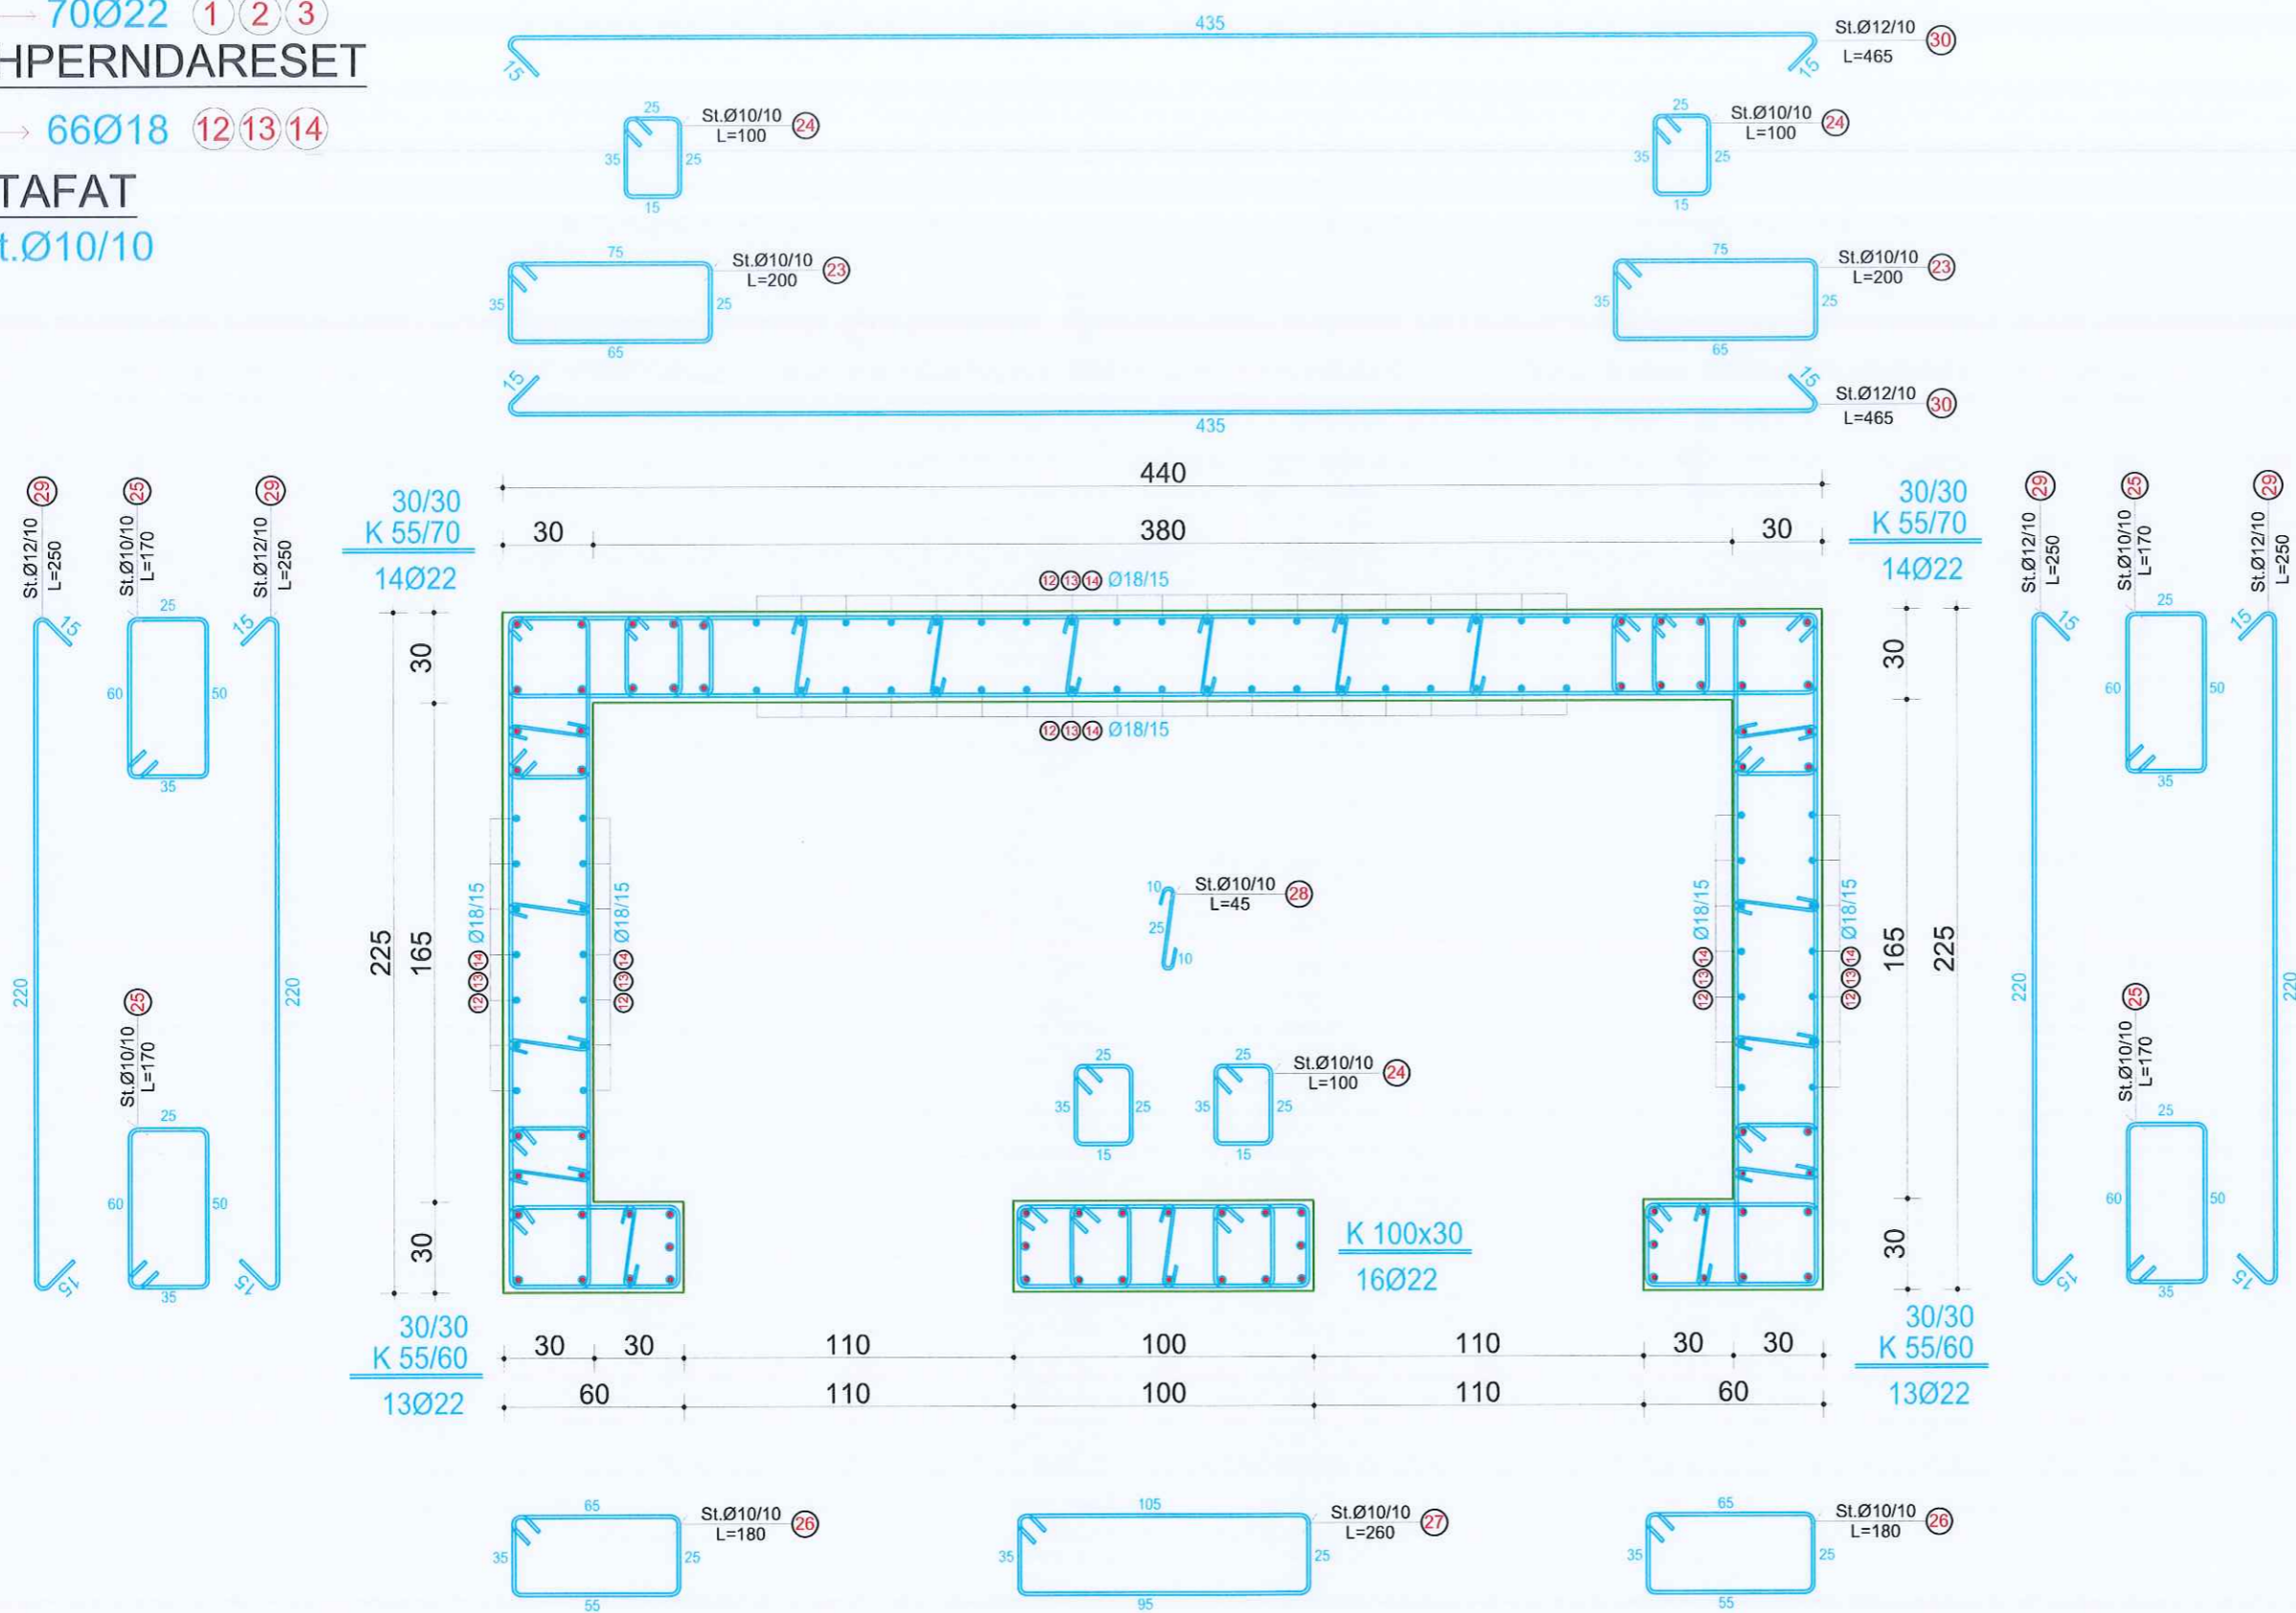 70Ø22 1 2 3
HPERNDARESET
66Ø18 12 13 14
TAFAT
t.Ø10/10
435
15
15
St.Ø12/10
L=465
30
25
35
25
15
St.Ø10/10
L=100
24
25
35
25
15
St.Ø10/10
L=100
24
75
35
25
65
St.Ø10/10
L=200
23
75
35
25
65
St.Ø10/10
L=200
23
15
15
435
St.Ø12/10
L=465
30
29
St.Ø12/10
L=250
15
220
15
25
St.Ø10/10
L=170
25
60
50
35
29
St.Ø12/10
L=250
15
220
15
25
St.Ø10/10
L=170
25
60
50
35
30/30
K 55/70
14Ø22
440
30
380
30
30/30
K 55/70
14Ø22
12 13 14 Ø18/15
12 13 14 Ø18/15
225
30
165
30
12 13 14 Ø18/15
12 13 14 Ø18/15
10
25
10
St.Ø10/10
L=45
28
25
35
25
15
25
35
25
15
St.Ø10/10
L=100
24
12 13 14 Ø18/15
12 13 14 Ø18/15
30
165
30
225
K 100x30
16Ø22
29
St.Ø12/10
L=250
15
220
15
25
St.Ø10/10
L=170
25
60
50
35
29
St.Ø12/10
L=250
15
220
15
25
St.Ø10/10
L=170
25
60
50
35
30/30
K 55/60
13Ø22
30 30 110 100 110 30 30
60 110 100 110 60
30/30
K 55/60
13Ø22
65
35
25
55
St.Ø10/10
L=180
26
105
35
25
95
St.Ø10/10
L=260
27
65
35
25
55
St.Ø10/10
L=180
26